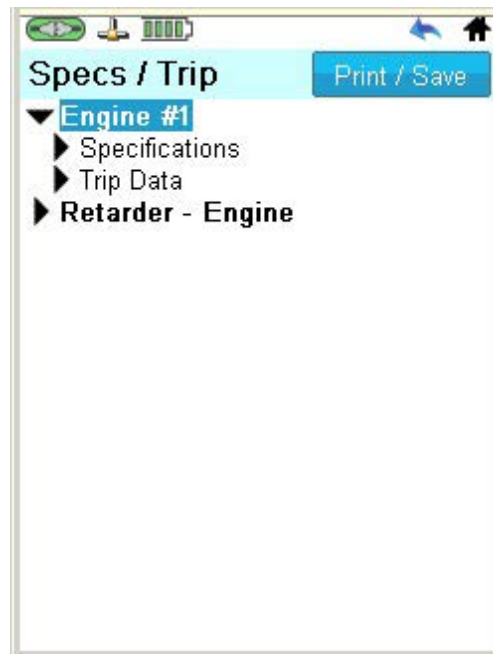 Specs / Trip Print / Save
Engine #1
Specifications
Trip Data
Retarder - Engine